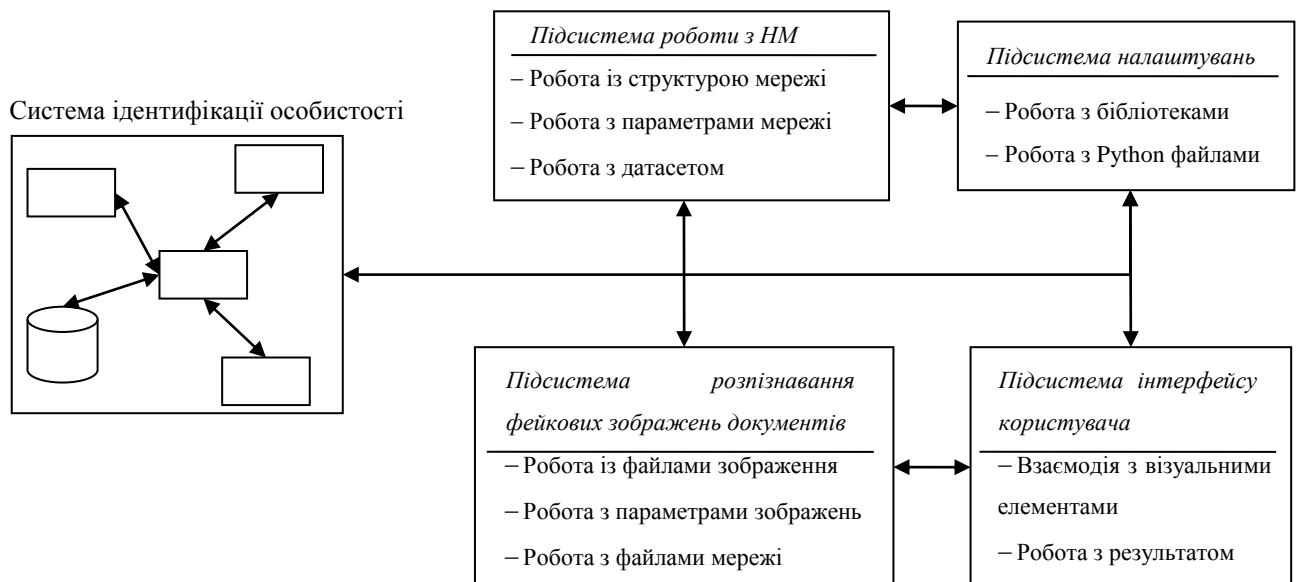 Система ідентифікації особистості
Підсистема роботи з НМ
– Робота із структурою мережі
– Робота з параметрами мережі
– Робота з датасетом
Підсистема налаштувань
– Робота з бібліотеками
– Робота з Python файлами
Підсистема розпізнавання
фейкових зображень документів
– Робота із файлами зображення
– Робота з параметрами зображень
– Робота з файлами мережі
Підсистема інтерфейсу
користувача
– Взаємодія з візуальними
елементами
– Робота з результатом